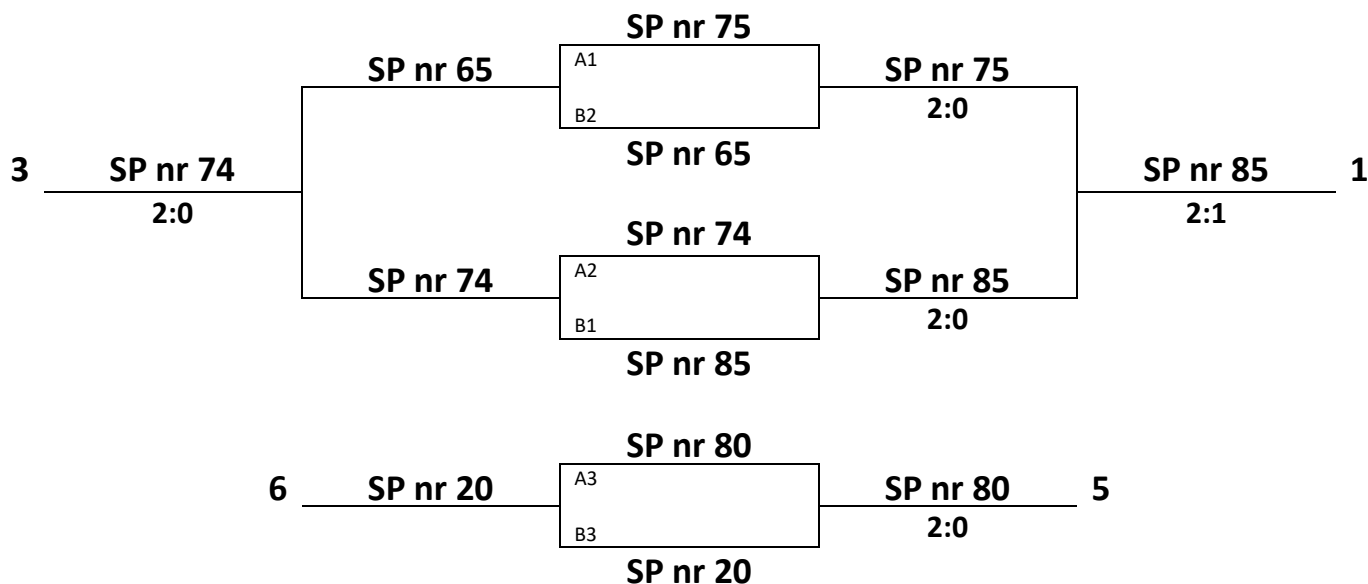 SP nr 75
SP nr 65 A1 SP nr 75
B2 2:0
SP nr 65
3 SP nr 74 SP nr 85 1
2:0 2:1
SP nr 74
SP nr 74 A2 SP nr 85
B1 2:0
SP nr 85
SP nr 80
6 SP nr 20 A3 SP nr 80 5
B3 2:0
SP nr 20